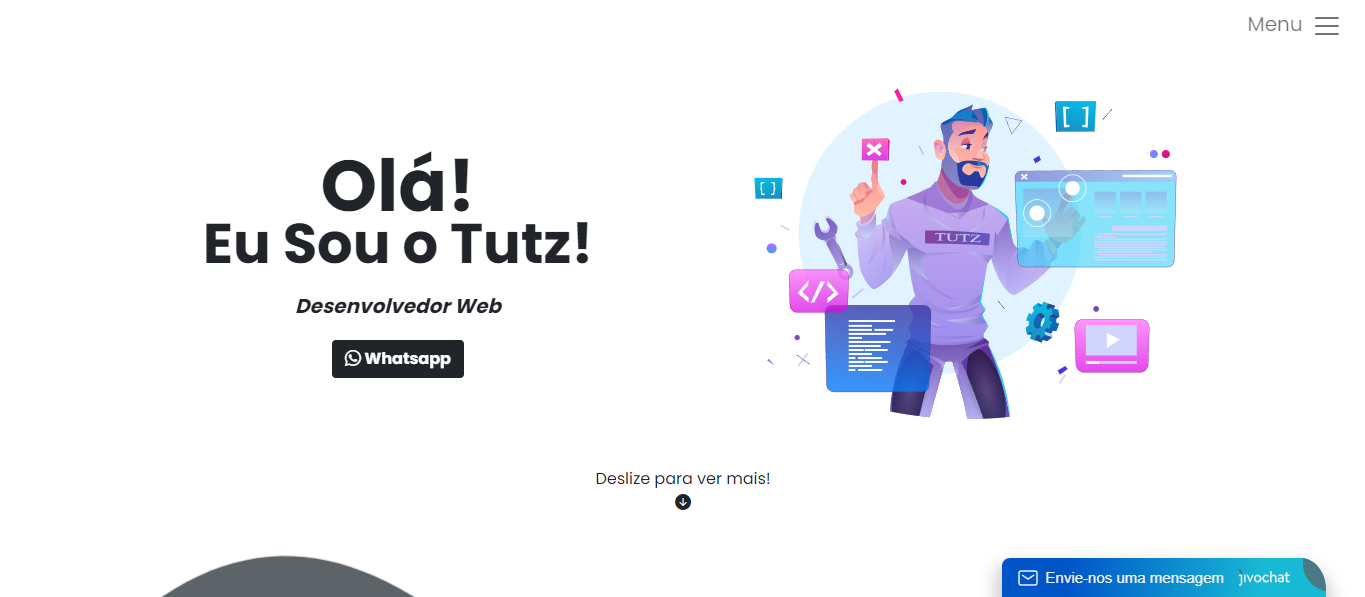 Menu
Olá!
Eu Sou o Tutz!
Desenvolvedor Web
Whatsapp
[ ]
[ ]
TUTZ
</>
Deslize para ver mais!
Envie-nos uma mensagem jivochat